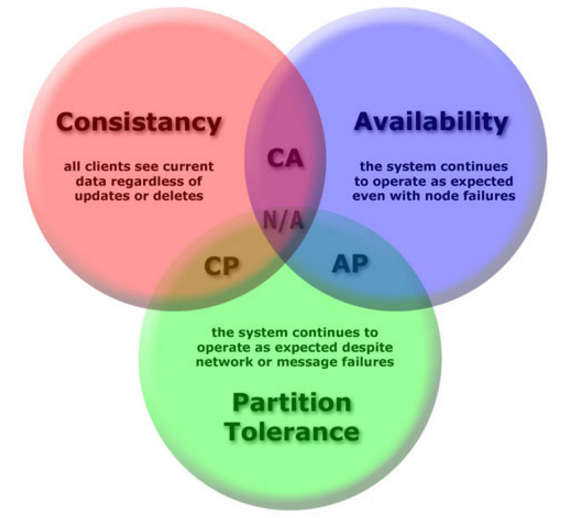 Consistancy
all clients see current
data regardless of
updates or deletes
Availability
the system continues
to operate as expected
even with node failures
CA
N/A
CP
AP
the system continues to
operate as expected despite
network or message failures
Partition
Tolerance